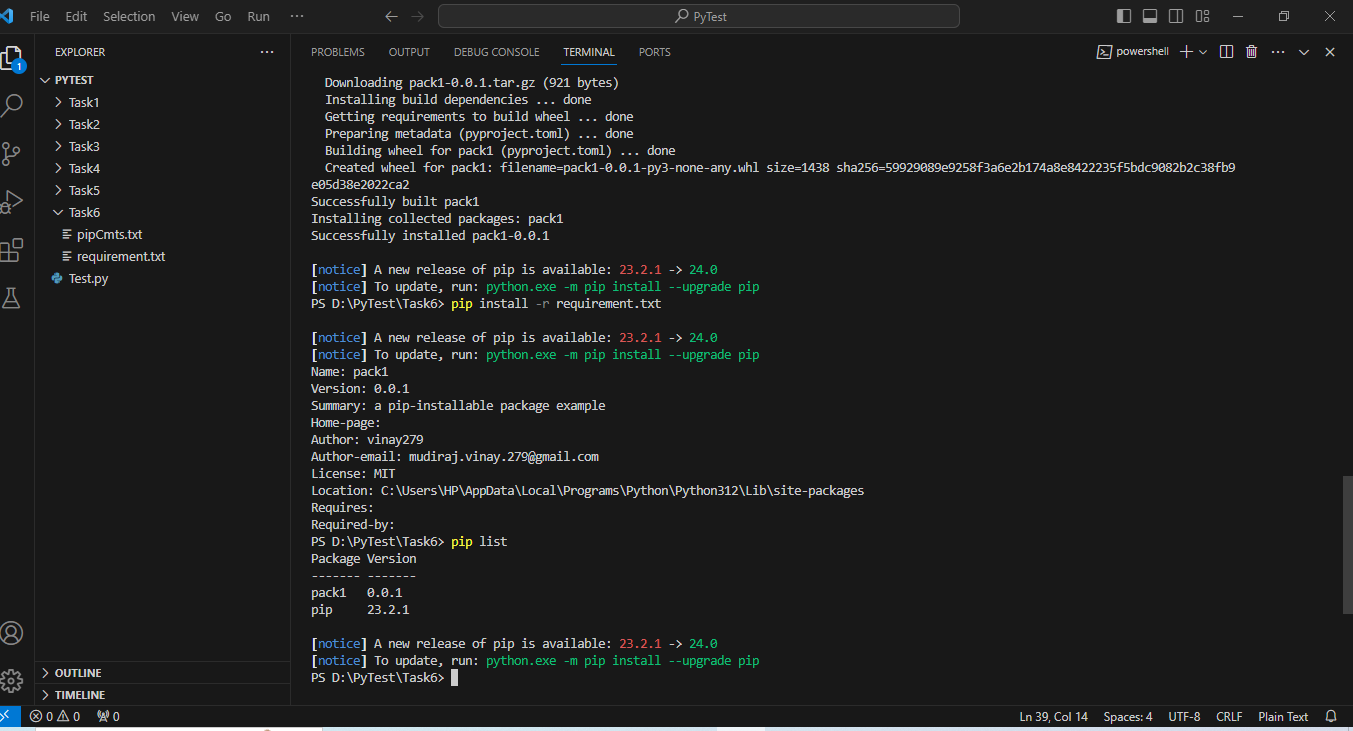 File Edit Selection View Go Run ··· PyTest
EXPLORER ···
PYTEST
Task1
Task2
Task3
Task4
Task5
Task6
pipCmts.txt
requirement.txt
Test.py
OUTLINE
TIMELINE
1
PROBLEMS OUTPUT DEBUG CONSOLE TERMINAL PORTS powershell
Downloading pack1-0.0.1.tar.gz (921 bytes)
Installing build dependencies ... done
Getting requirements to build wheel ... done
Preparing metadata (pyproject.toml) ... done
Building wheel for pack1 (pyproject.toml) ... done
Created wheel for pack1: filename=pack1-0.0.1-py3-none-any.whl size=1438 sha256=59929089e9258f3a6e2b174a8e8422235f5bdc9082b2c38fb9
e05d38e2022ca2
Successfully built pack1
Installing collected packages: pack1
Successfully installed pack1-0.0.1
[notice] A new release of pip is available: 23.2.1 -> 24.0
[notice] To update, run: python.exe -m pip install --upgrade pip
PS D:\PyTest\Task6> pip install -r requirement.txt
[notice] A new release of pip is available: 23.2.1 -> 24.0
[notice] To update, run: python.exe -m pip install --upgrade pip
Name: pack1
Version: 0.0.1
Summary: a pip-installable package example
Home-page:
Author: vinay279
Author-email: mudiraj.vinay.279@gmail.com
License: MIT
Location: C:\Users\HP\AppData\Local\Programs\Python\Python312\Lib\site-packages
Requires:
Required-by:
PS D:\PyTest\Task6> pip list
Package Version
------- -------
pack1 0.0.1
pip 23.2.1
[notice] A new release of pip is available: 23.2.1 -> 24.0
[notice] To update, run: python.exe -m pip install --upgrade pip
PS D:\PyTest\Task6>
0 0 0 Ln 39, Col 14 Spaces: 4 UTF-8 CRLF Plain Text